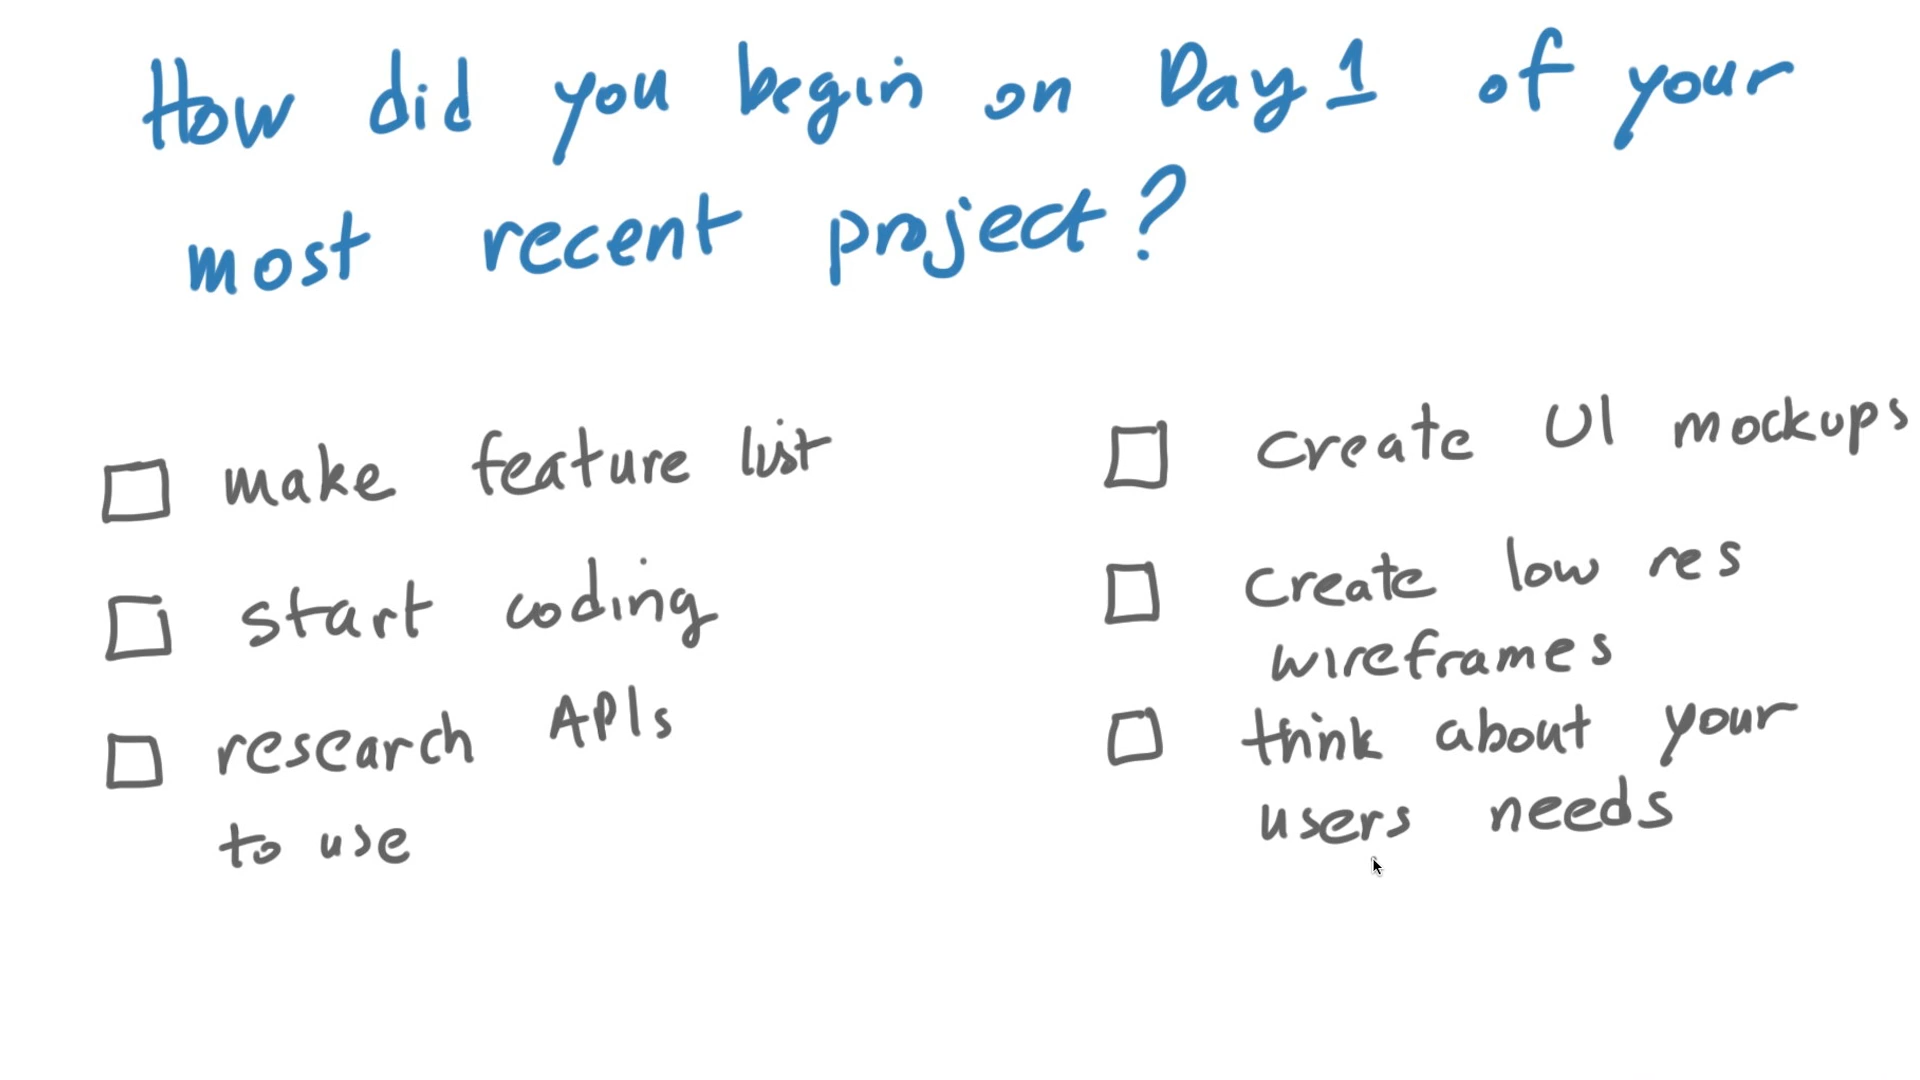 How did you begin on Day 1 of your
most recent project?
make feature list
start coding
research APIs
to use
create UI mockups
create low res
wireframes
think about your
users needs